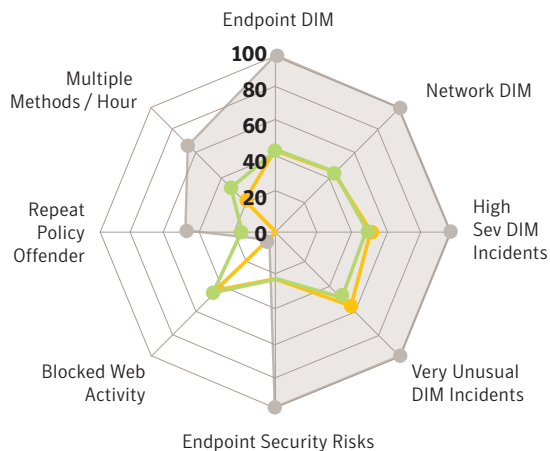 Endpoint DIM
100
80
60
40
20
0
Multiple
Methods / Hour
Network DIM
Repeat
Policy
Offender
High
Sev DIM
Incidents
Blocked Web
Activity
Very Unusual
DIM Incidents
Endpoint Security Risks